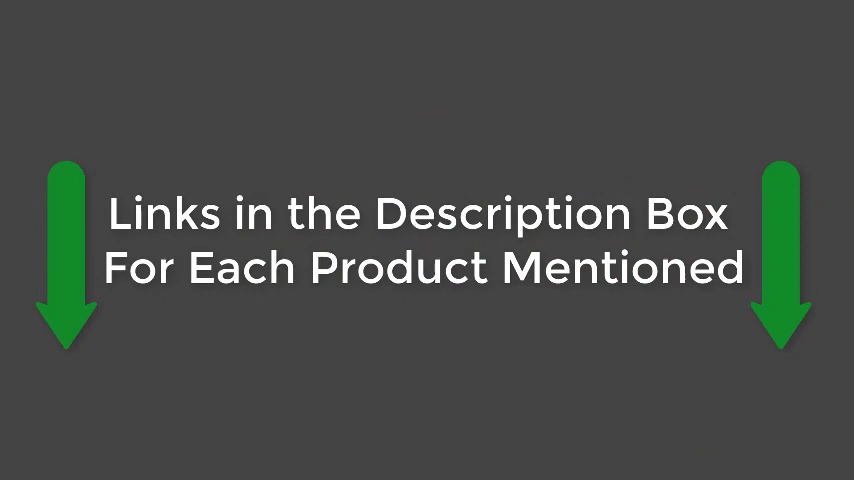 Links in the Description Box
For Each Product Mentioned